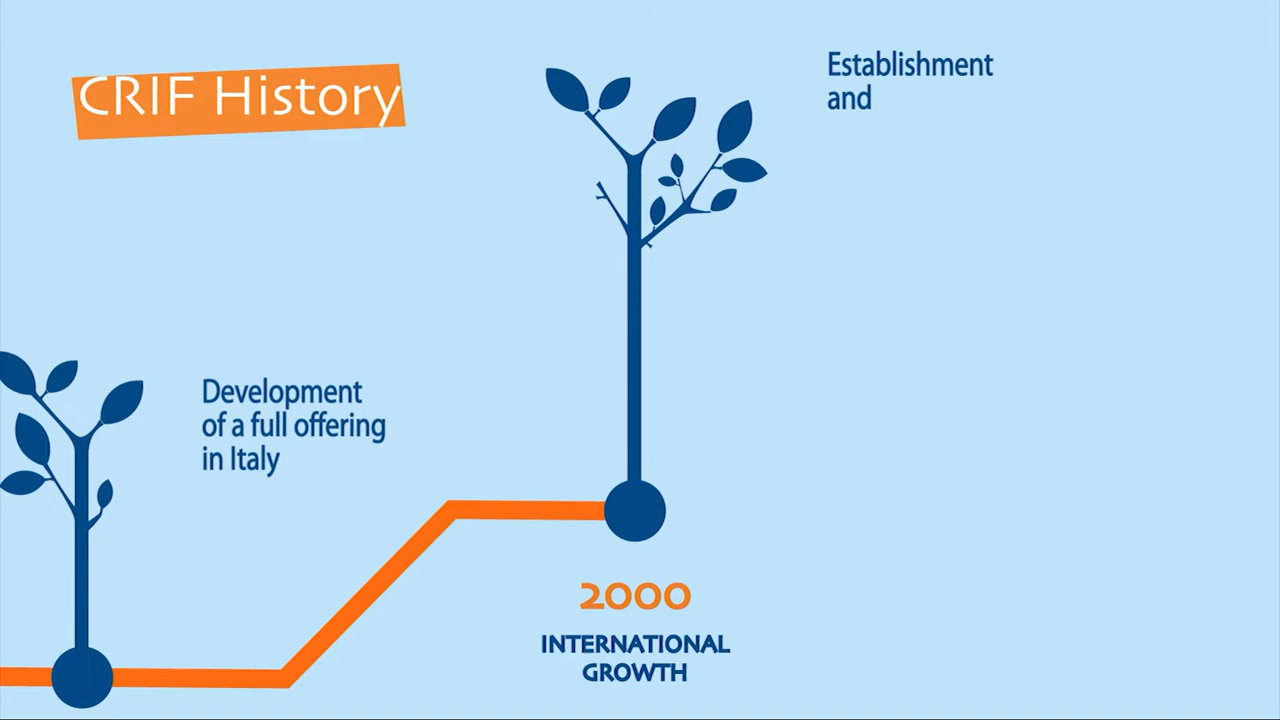 CRIF History
Establishment
and
Development
of a full offering
in Italy
2000
INTERNATIONAL
GROWTH